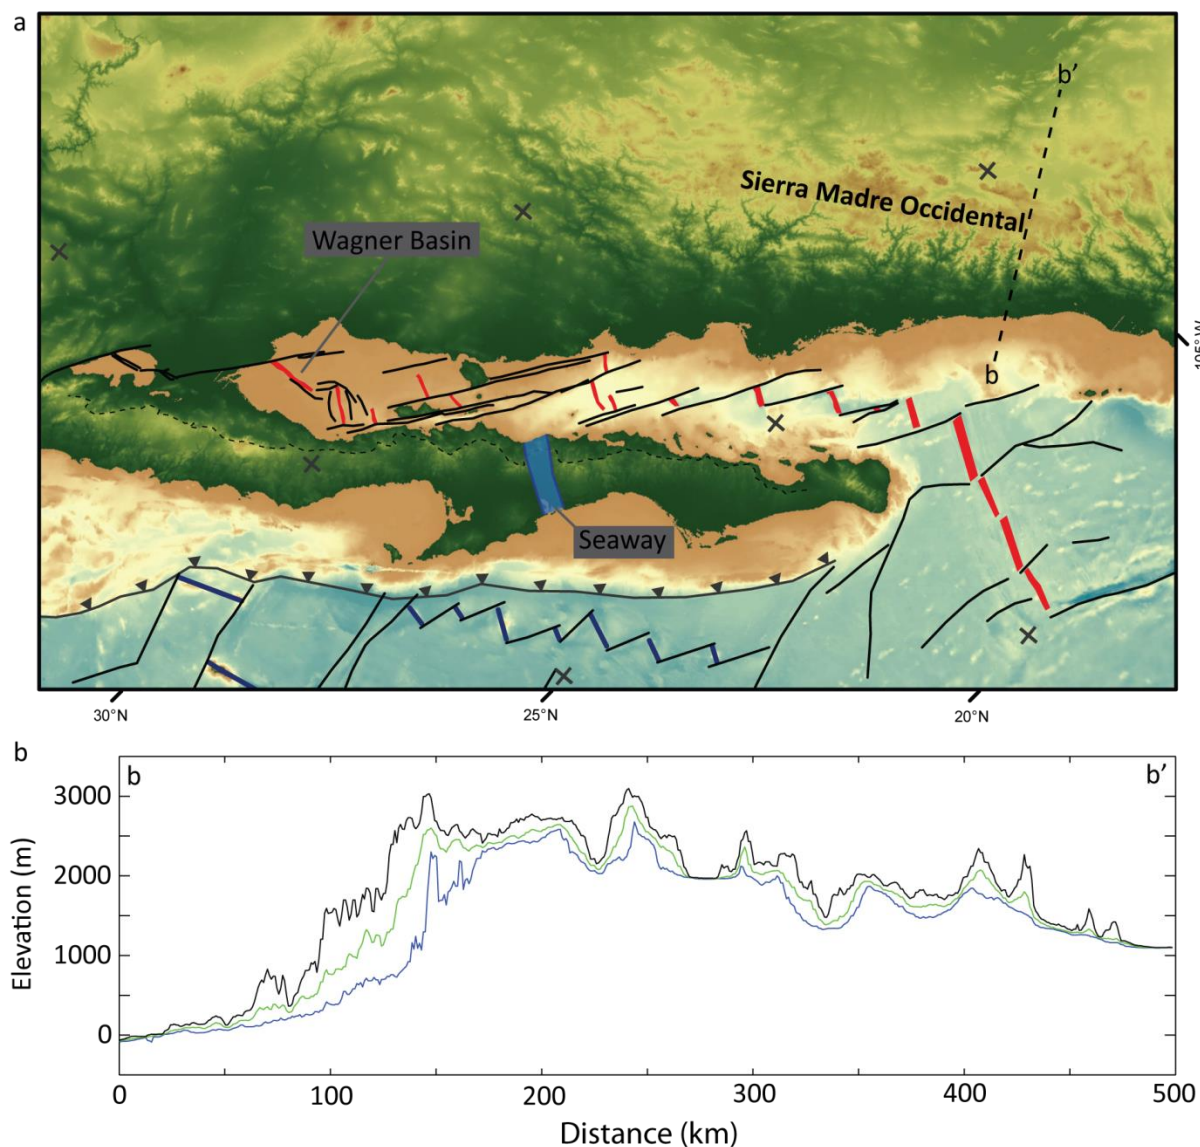 a
b'
Sierra Madre Occidental
Wagner Basin
105°W
b
Seaway
30°N
25°N
20°N
b
b
b'
3000
2000
1000
0
Elevation (m)
0
100
200
300
400
500
Distance (km)